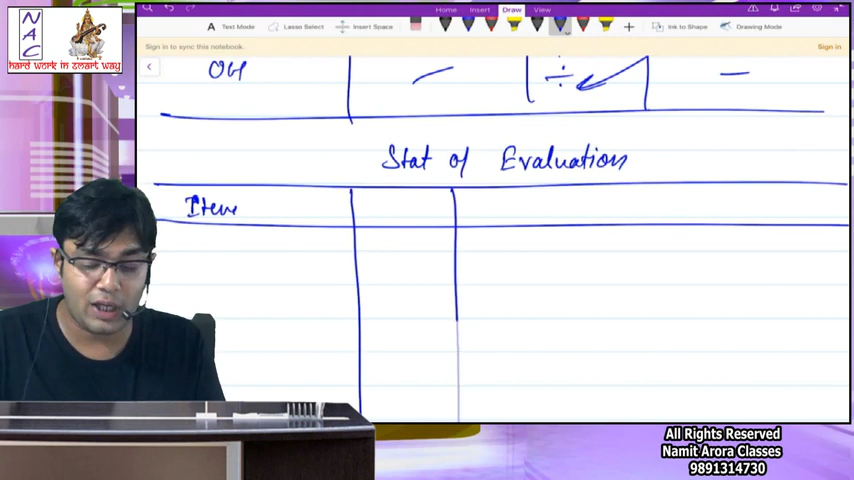 NAC
hard work in smart way
Home Insert Draw View
Text Mode Lasso Select Insert Space Ink to Shape Drawing Mode
Sign in to sync this notebook. Sign in
OH
Stat of Evaluation
Item
All Rights Reserved
Namit Arora Classes
9891314730